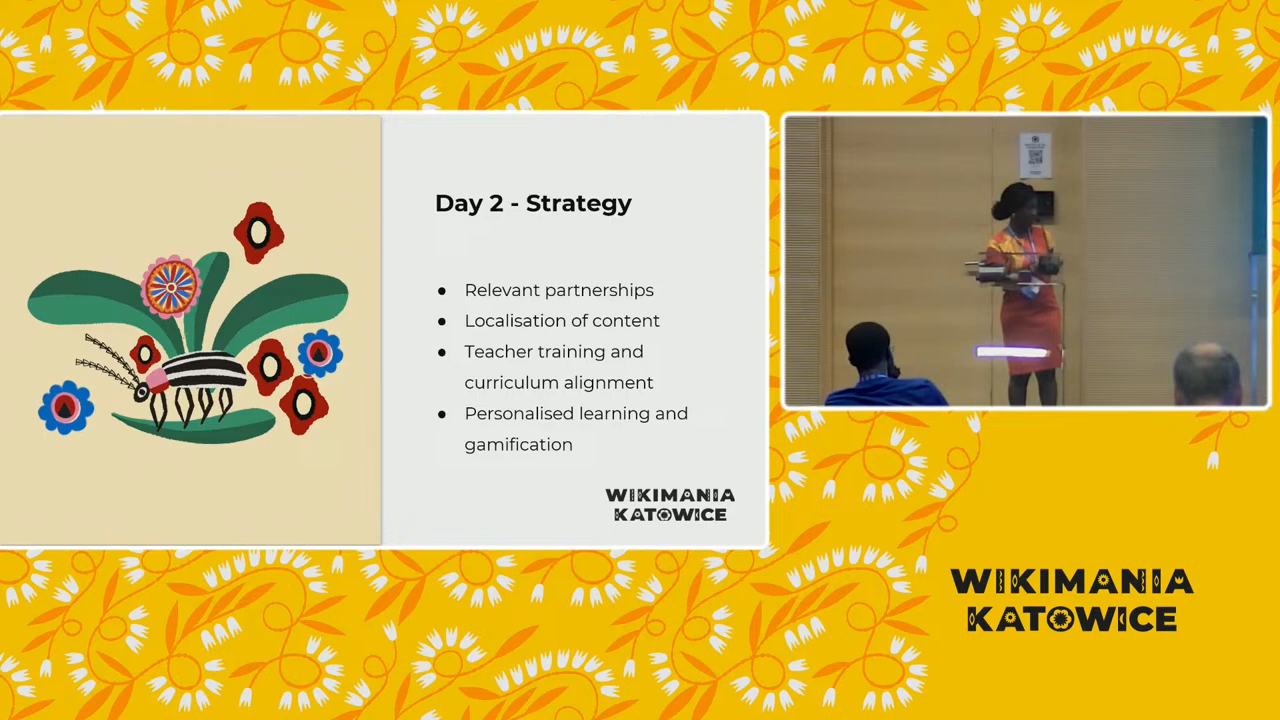 Day 2 - Strategy
● Relevant partnerships
● Localisation of content
● Teacher training and
curriculum alignment
● Personalised learning and
gamification
WIKIMANIA
KATOWICE
WIKIMANIA
KATOWICE